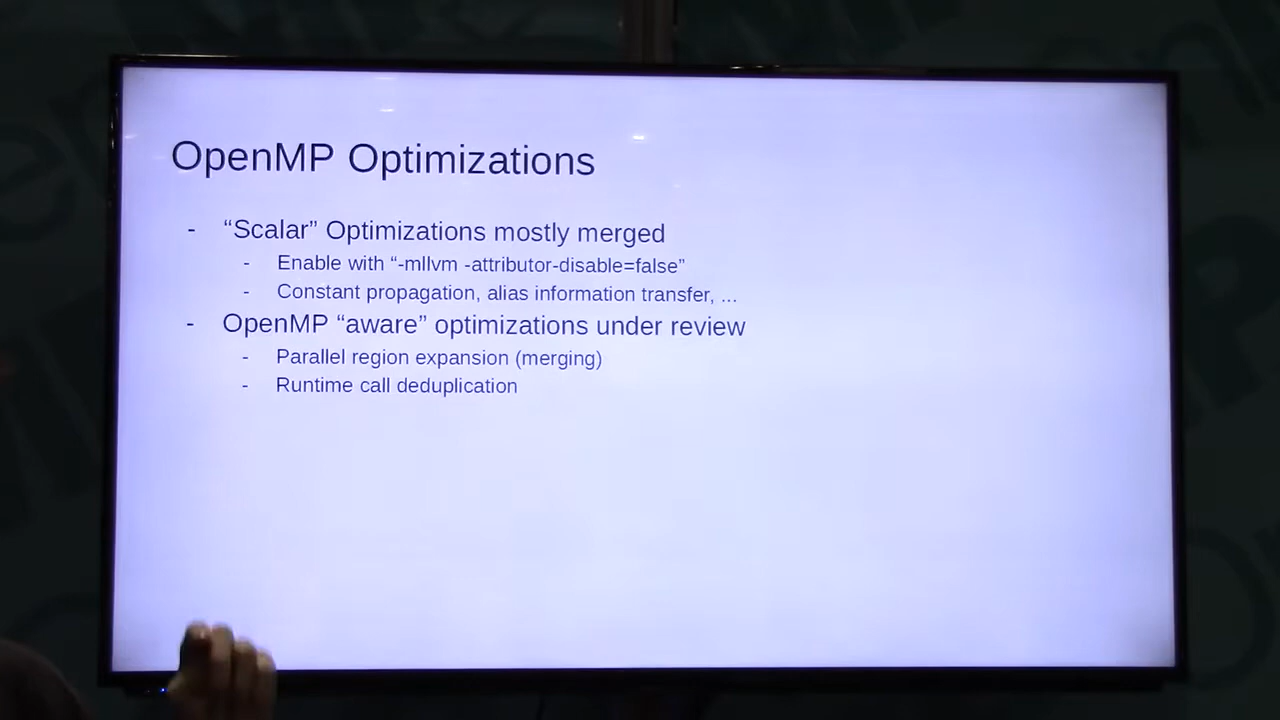 OpenMP Optimizations
- “Scalar” Optimizations mostly merged
- Enable with “-mllvm -attributor-disable=false”
- Constant propagation, alias information transfer, ...
- OpenMP “aware” optimizations under review
- Parallel region expansion (merging)
- Runtime call deduplication